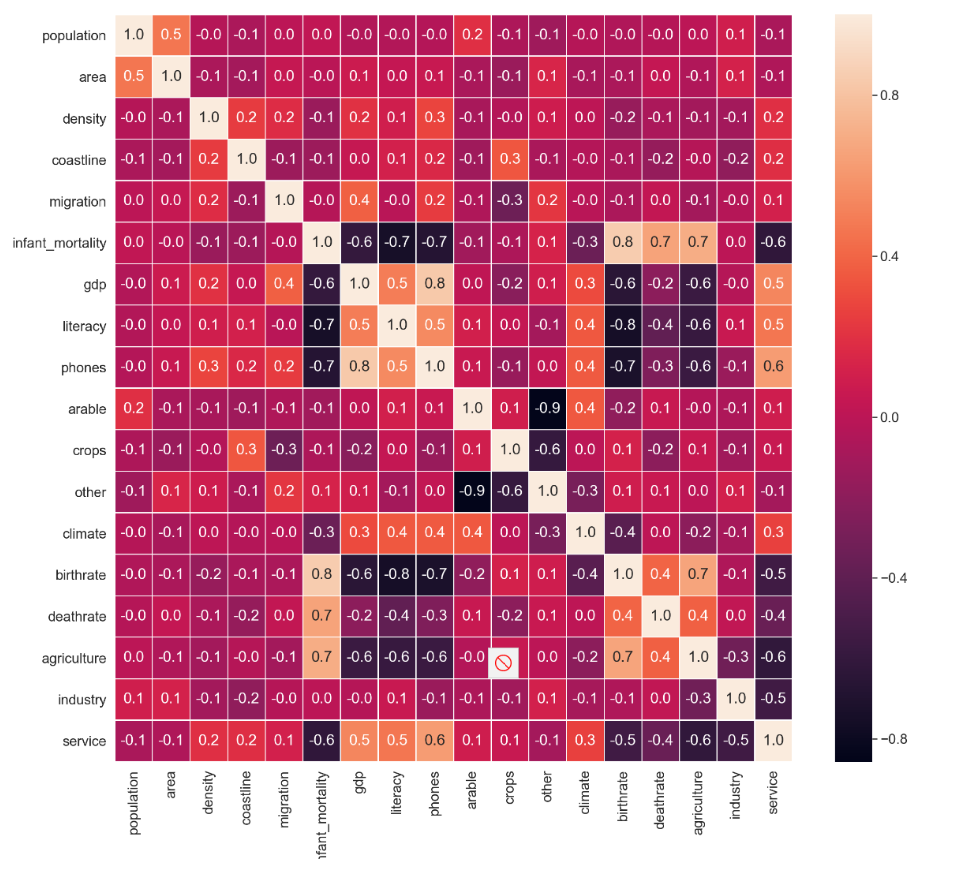 population 1.0 0.5 -0.0 -0.1 0.0 0.0 -0.0 -0.0 -0.0 0.2 -0.1 -0.1 -0.0 -0.0 -0.0 0.0 0.1 -0.1
area 0.5 1.0 -0.1 -0.1 0.0 -0.0 0.1 0.0 0.1 -0.1 -0.1 0.1 -0.1 -0.1 0.0 -0.1 0.1 -0.1
0.8
density -0.0 -0.1 1.0 0.2 0.2 -0.1 0.2 0.1 0.3 -0.1 -0.0 0.1 0.0 -0.2 -0.1 -0.1 -0.1 0.2
coastline -0.1 -0.1 0.2 1.0 -0.1 -0.1 0.0 0.1 0.2 -0.1 0.3 -0.1 -0.0 -0.1 -0.2 -0.0 -0.2 0.2
migration 0.0 0.0 0.2 -0.1 1.0 -0.0 0.4 -0.0 0.2 -0.1 -0.3 0.2 -0.0 -0.1 0.0 -0.1 -0.0 0.1
infant_mortality 0.0 -0.0 -0.1 -0.1 -0.0 1.0 -0.6 -0.7 -0.7 -0.1 -0.1 0.1 -0.3 0.8 0.7 0.7 0.0 -0.6
0.4
gdp -0.0 0.1 0.2 0.0 0.4 -0.6 1.0 0.5 0.8 0.0 -0.2 0.1 0.3 -0.6 -0.2 -0.6 -0.0 0.5
literacy -0.0 0.0 0.1 0.1 -0.0 -0.7 0.5 1.0 0.5 0.1 0.0 -0.1 0.4 -0.8 -0.4 -0.6 0.1 0.5
phones -0.0 0.1 0.3 0.2 0.2 -0.7 0.8 0.5 1.0 0.1 -0.1 0.0 0.4 -0.7 -0.3 -0.6 -0.1 0.6
arable 0.2 -0.1 -0.1 -0.1 -0.1 -0.1 0.0 0.1 0.1 1.0 0.1 -0.9 0.4 -0.2 0.1 -0.0 -0.1 0.1
0.0
crops -0.1 -0.1 -0.0 0.3 -0.3 -0.1 -0.2 0.0 -0.1 0.1 1.0 -0.6 0.0 0.1 -0.2 0.1 -0.1 0.1
other -0.1 0.1 0.1 -0.1 0.2 0.1 0.1 -0.1 0.0 -0.9 -0.6 1.0 -0.3 0.1 0.1 0.0 0.1 -0.1
climate -0.0 -0.1 0.0 -0.0 -0.0 -0.3 0.3 0.4 0.4 0.4 0.0 -0.3 1.0 -0.4 0.0 -0.2 -0.1 0.3
birthrate -0.0 -0.1 -0.2 -0.1 -0.1 0.8 -0.6 -0.8 -0.7 -0.2 0.1 0.1 -0.4 1.0 0.4 0.7 -0.1 -0.5
-0.4
deathrate -0.0 0.0 -0.1 -0.2 0.0 0.7 -0.2 -0.4 -0.3 0.1 -0.2 0.1 0.0 0.4 1.0 0.4 0.0 -0.4
agriculture 0.0 -0.1 -0.1 -0.0 -0.1 0.7 -0.6 -0.6 -0.6 -0.0 0.0 -0.2 0.7 0.4 1.0 -0.3 -0.6
industry 0.1 0.1 -0.1 -0.2 -0.0 0.0 -0.0 0.1 -0.1 -0.1 -0.1 0.1 -0.1 -0.1 0.0 -0.3 1.0 -0.5
service -0.1 -0.1 0.2 0.2 0.1 -0.6 0.5 0.5 0.6 0.1 0.1 -0.1 0.3 -0.5 -0.4 -0.6 -0.5 1.0
-0.8
population
area
density
coastline
migration
nfant_mortality
gdp
literacy
phones
arable
crops
other
climate
birthrate
deathrate
agriculture
industry
service